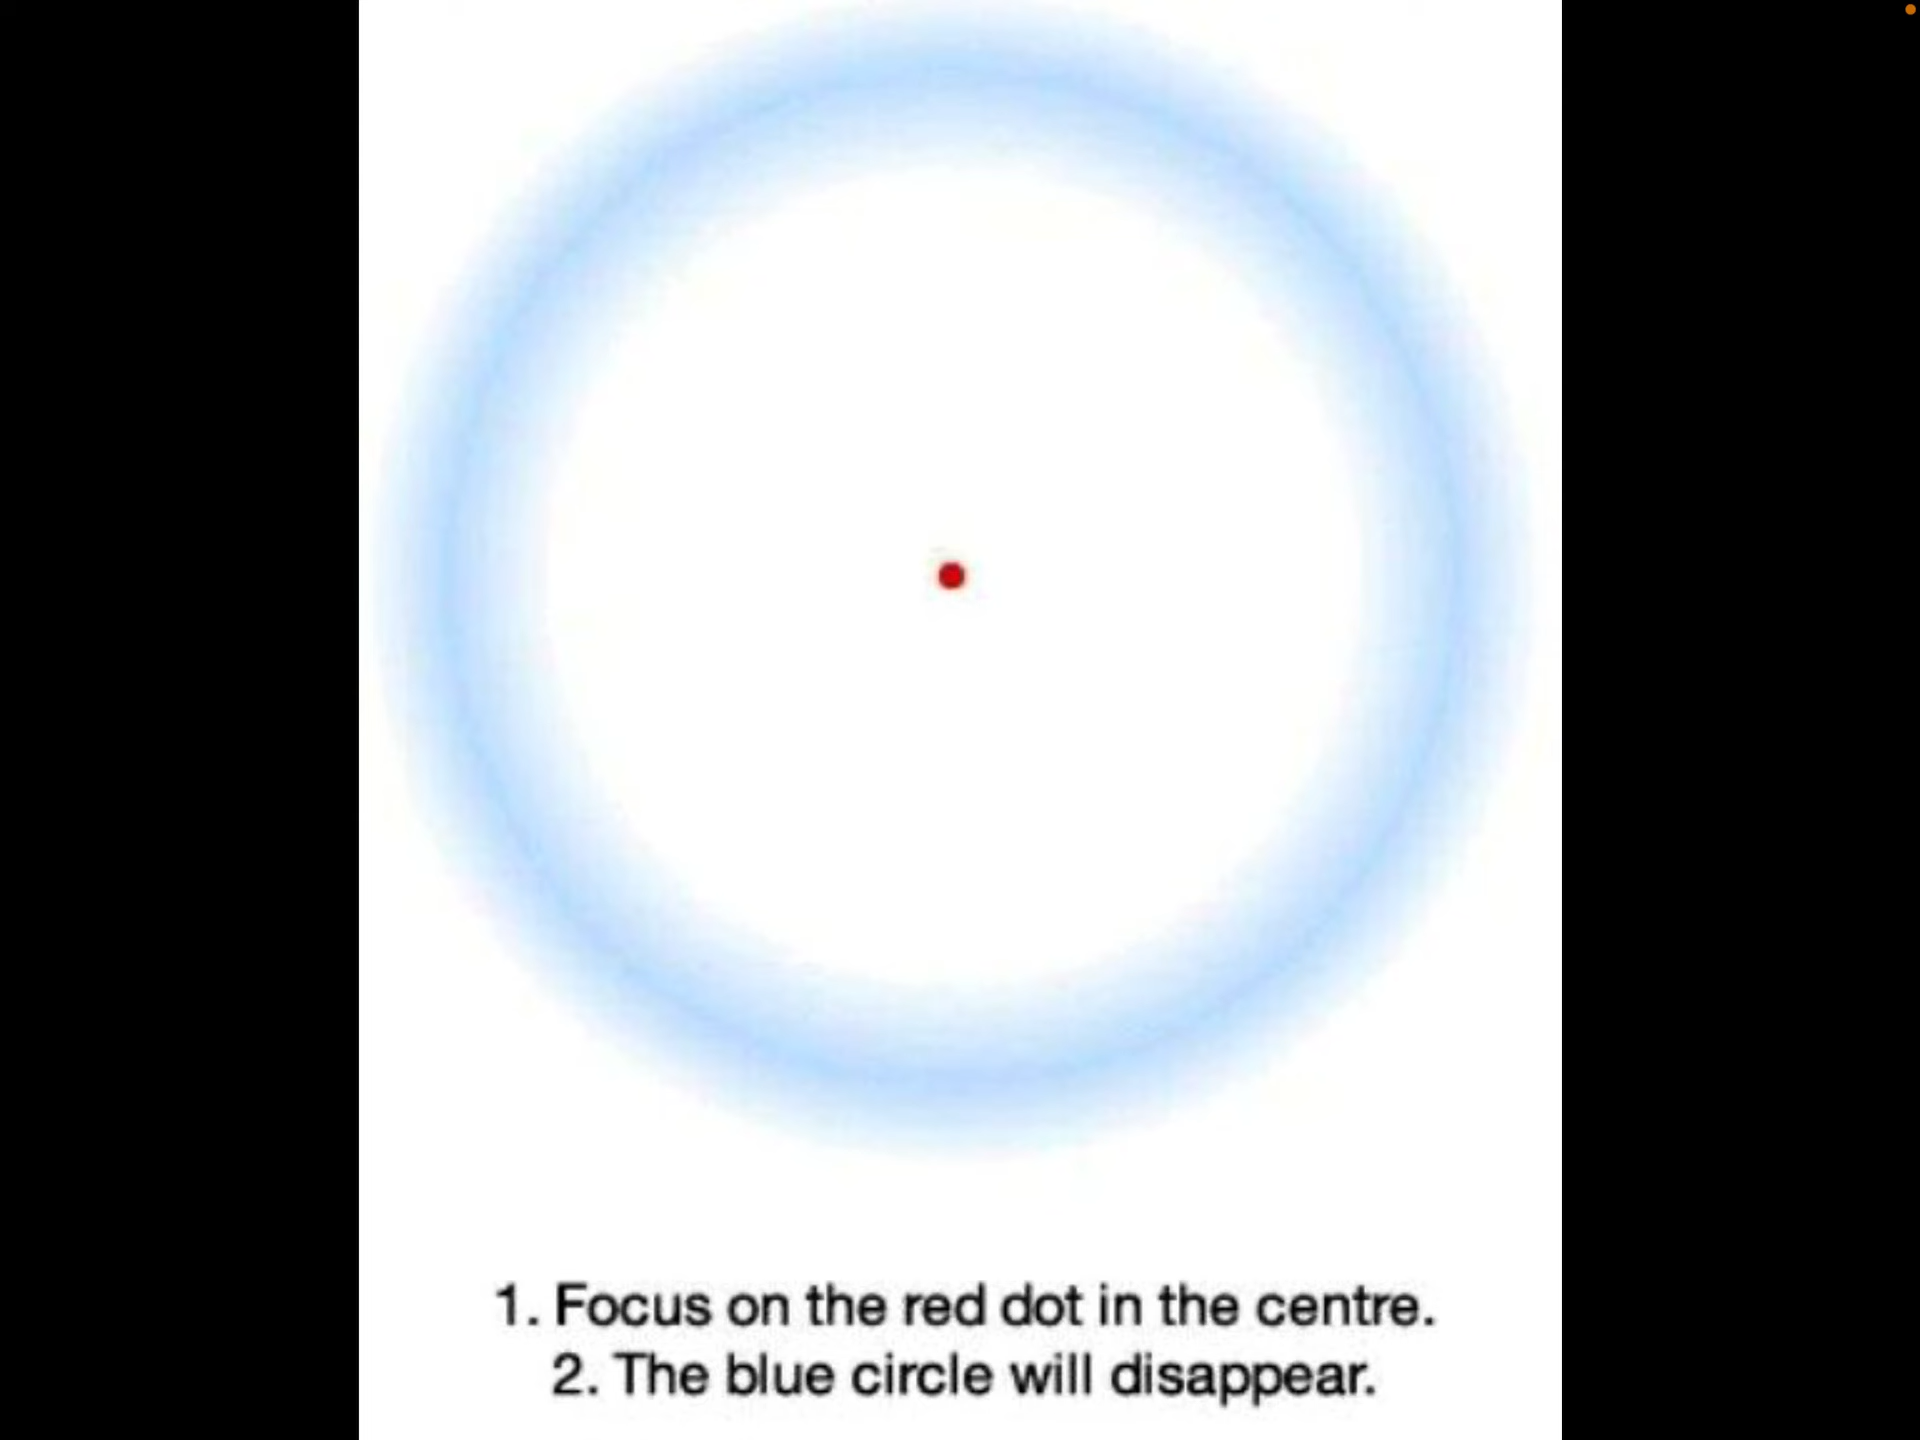 1. Focus on the red dot in the centre.
2. The blue circle will disappear.